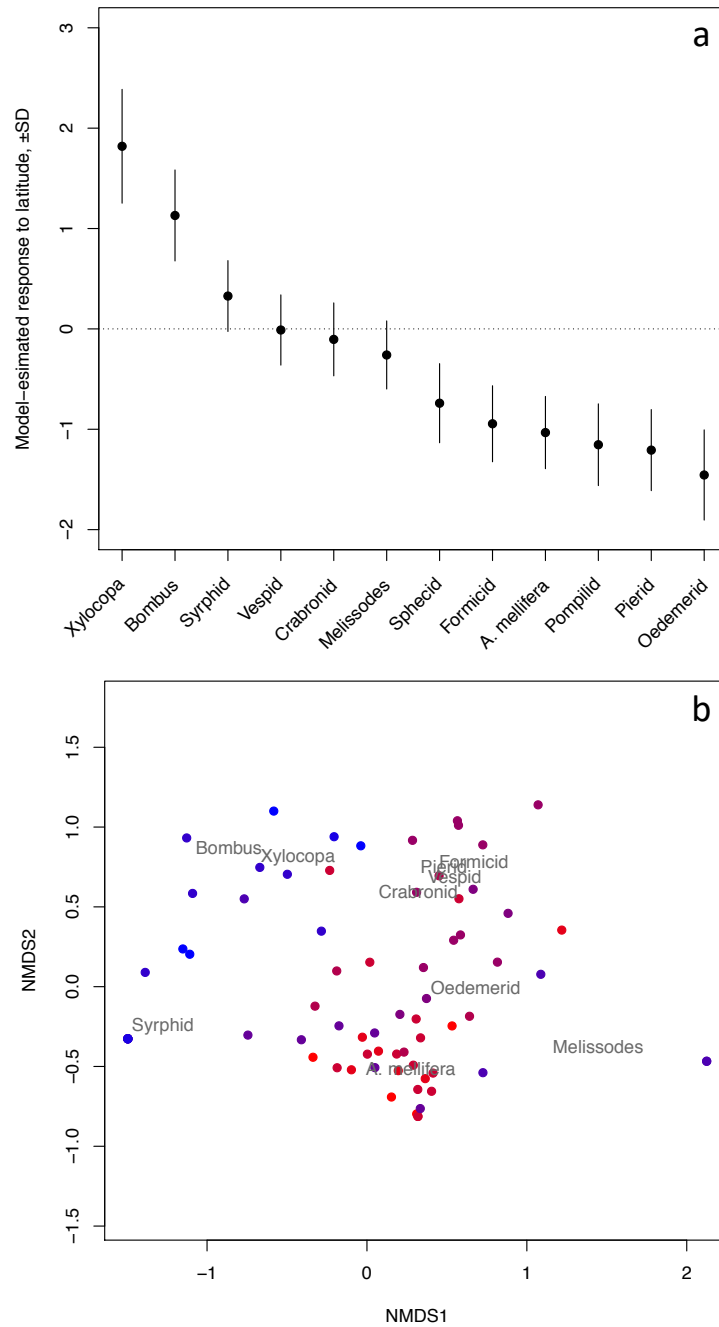 a
3
2
1
0
−1
−2
Model−esimated response to latitude, ±SD
Xylocopa
Bombus
Syrphid
Vespid
Crabronid
Melissodes
Sphecid
Formicid
A. mellifera
Pompilid
Pierid
Oedemerid
b
1.5
1.0
0.5
0.0
−0.5
−1.0
−1.5
NMDS2
Bombus
Xylocopa
Formicid
Pierid
Vespid
Crabronid
Oedemerid
Syrphid
Melissodes
A. mellifera
−1
0
1
2
NMDS1